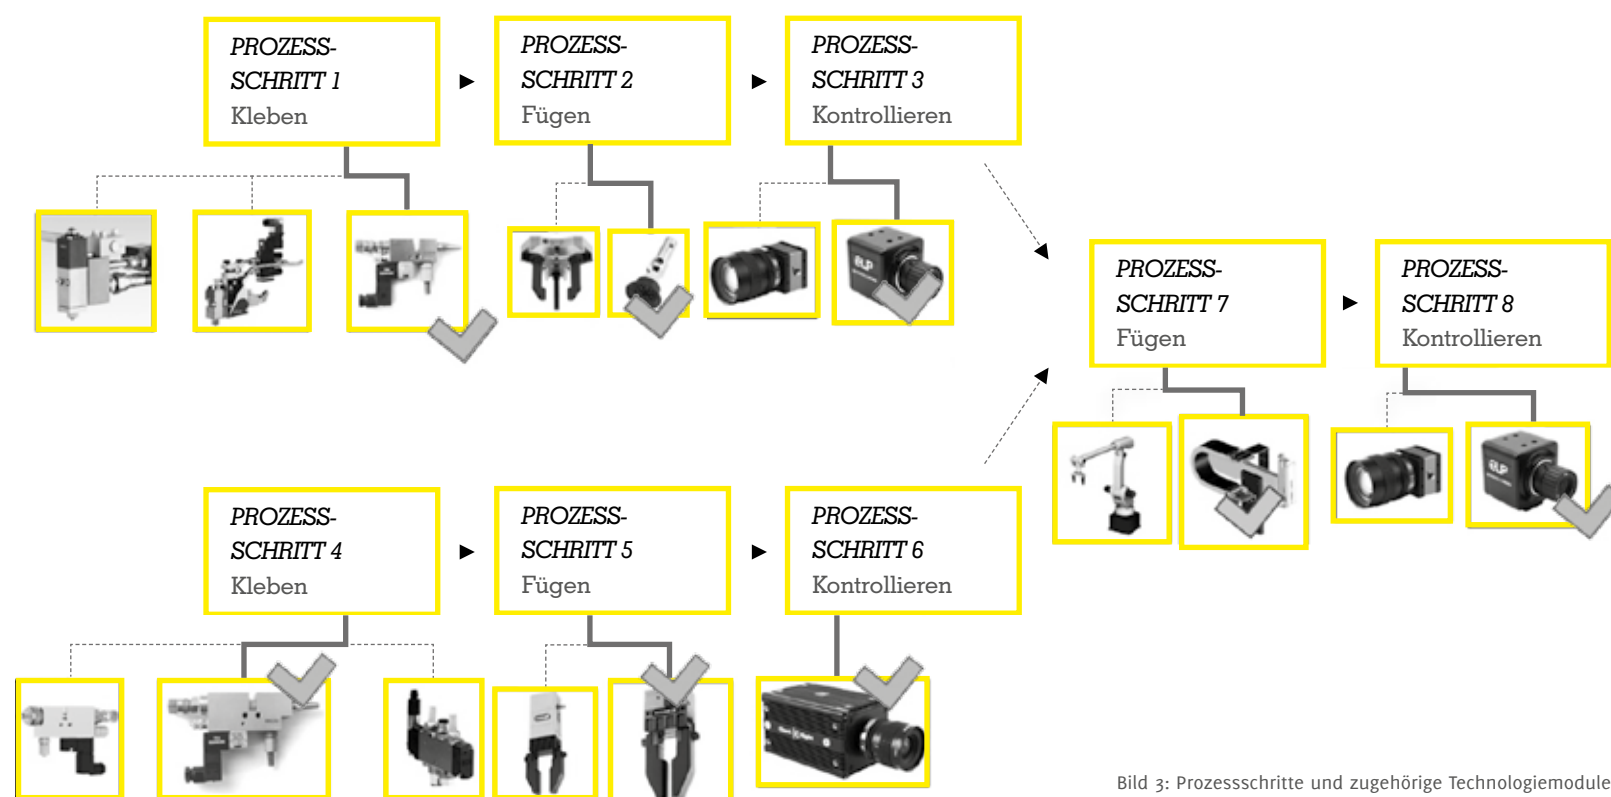 PROZESS-
SCHRITT 1
Kleben
PROZESS-
SCHRITT 2
Fügen
PROZESS-
SCHRITT 3
Kontrollieren
PROZESS-
SCHRITT 7
Fügen
PROZESS-
SCHRITT 8
Kontrollieren
PROZESS-
SCHRITT 4
Kleben
PROZESS-
SCHRITT 5
Fügen
PROZESS-
SCHRITT 6
Kontrollieren
Bild 3: Prozessschritte und zugehörige Technologiemodule